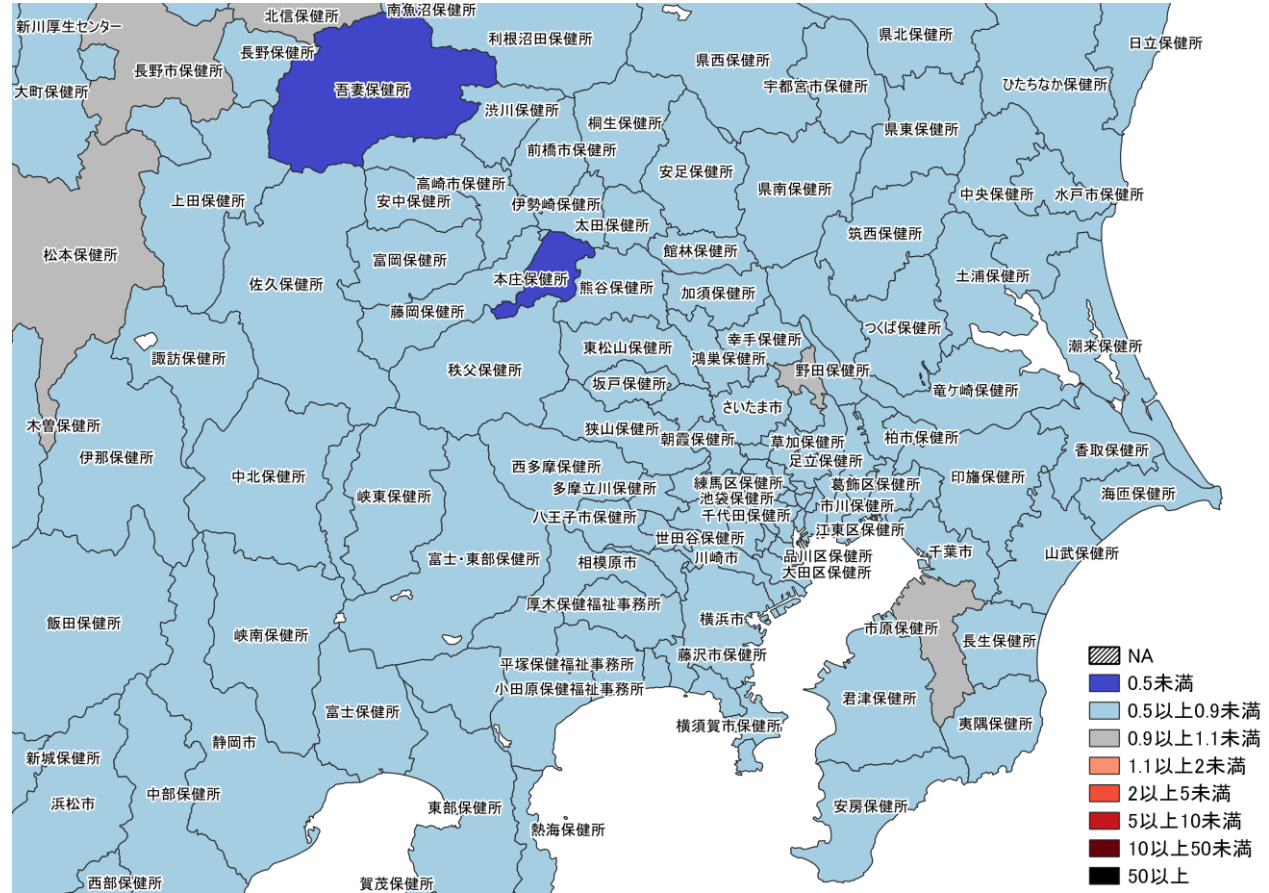 北信保健所
南魚沼保健所
新川厚生センター
利根沼田保健所
県北保健所
日立保健所
長野保健所
長野市保健所
県西保健所
大町保健所
吾妻保健所
宇都宮市保健所
ひたちなか保健所
渋川保健所
桐生保健所
県東保健所
前橋市保健所
安足保健所
高崎市保健所
県南保健所
上田保健所
安中保健所
伊勢崎保健所
中央保健所
水戸市保健所
太田保健所
筑西保健所
松本保健所
富岡保健所
館林保健所
土浦保健所
佐久保健所
本庄保健所
熊谷保健所
加須保健所
藤岡保健所
つくば保健所
諏訪保健所
東松山保健所
幸手保健所
潮来保健所
鴻巣保健所
秩父保健所
野田保健所
坂戸保健所
竜ケ崎保健所
さいたま市
木曽保健所
狭山保健所
朝霞保健所
草加保健所
柏市保健所
伊那保健所
香取保健所
中北保健所
峡東保健所
西多摩保健所
足立保健所
印旛保健所
多摩立川保健所
練馬区保健所
葛飾区保健所
海匝保健所
池袋保健所
市川保健所
八王子市保健所
千代田保健所
江東区保健所
世田谷保健所
千葉市
山武保健所
富士・東部保健所
相模原市
川崎市
品川区保健所
大田区保健所
厚木保健福祉事務所
飯田保健所
峡南保健所
横浜市
市原保健所
長生保健所
藤沢市保健所
平塚保健福祉事務所
小田原保健福祉事務所
君津保健所
富士保健所
横須賀市保健所
夷隅保健所
静岡市
新城保健所
中部保健所
浜松市
東部保健所
安房保健所
熱海保健所
西部保健所
賀茂保健所
NA
0.5未満
0.5以上0.9未満
0.9以上1.1未満
1.1以上2未満
2以上5未満
5以上10未満
10以上50未満
50以上